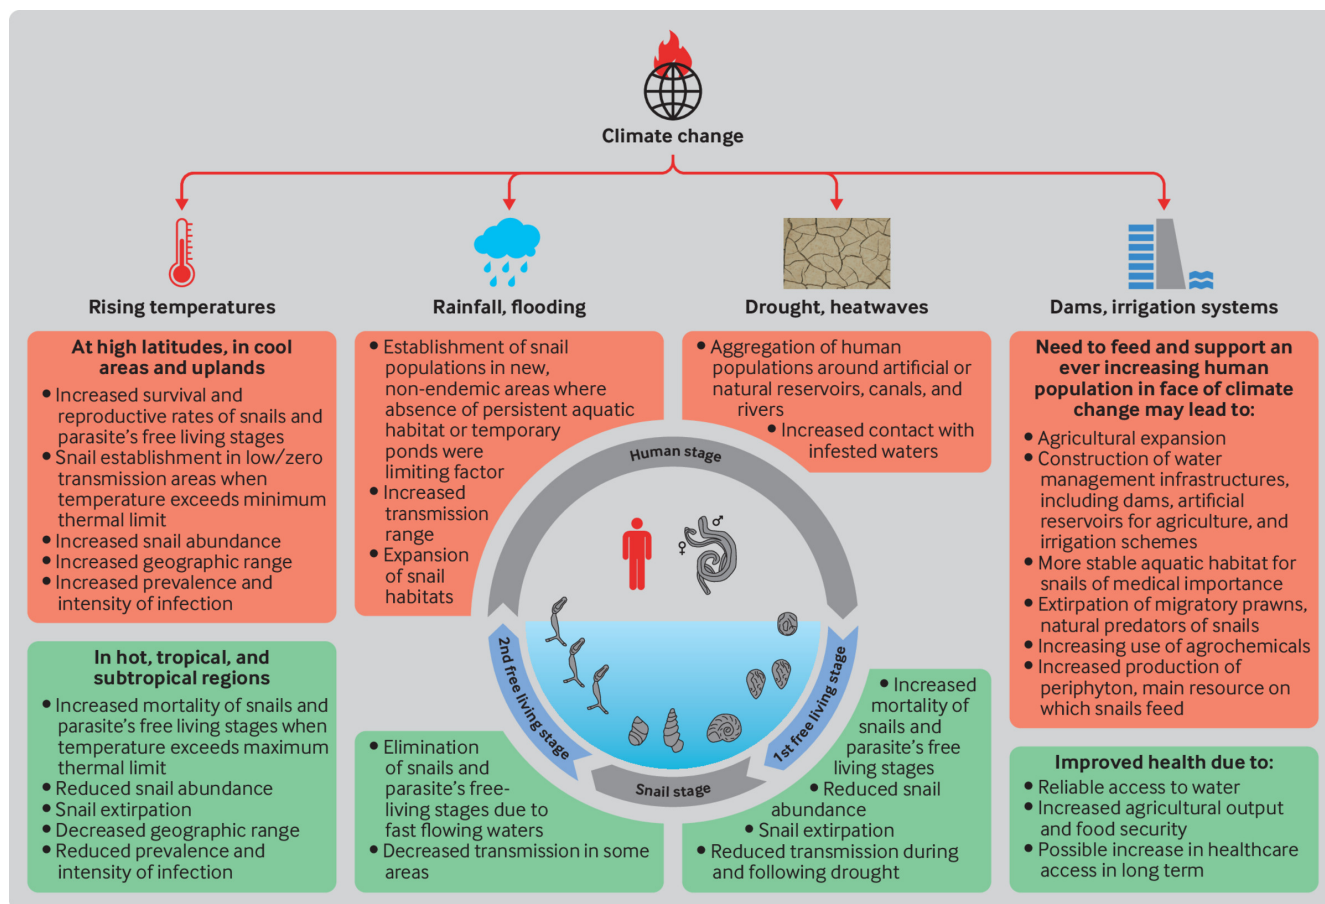 Climate change
Rising temperatures
At high latitudes, in cool
areas and uplands
• Increased survival and
reproductive rates of snails and
parasite's free living stages
• Snail establishment in low/zero
transmission areas when
temperature exceeds minimum
thermal limit
• Increased snail abundance
• Increased geographic range
• Increased prevalence and
intensity of infection
In hot, tropical, and
subtropical regions
• Increased mortality of snails and
parasite's free living stages when
temperature exceeds maximum
thermal limit
• Reduced snail abundance
• Snail extirpation
• Decreased geographic range
• Reduced prevalence and
intensity of infection
Rainfall, flooding
• Establishment of snail
populations in new,
non-endemic areas where
absence of persistent aquatic
habitat or temporary
ponds were
limiting factor
• Increased
transmission
range
• Expansion
of snail
habitats
• Elimination
of snails and
parasite's free-
living stages due to
fast flowing waters
• Decreased transmission in some
areas
Drought, heatwaves
• Aggregation of human
populations around artificial or
natural reservoirs, canals, and
rivers
• Increased contact with
infested waters
• Increased
mortality of
snails and
parasite's free
living stages
• Reduced snail
abundance
• Snail extirpation
• Reduced transmission during
and following drought
Human stage
♂
♀
2nd free living stage
1st free living stage
Snail stage
Dams, irrigation systems
Need to feed and support an
ever increasing human
population in face of climate
change may lead to:
• Agricultural expansion
• Construction of water
management infrastructures,
including dams, artificial
reservoirs for agriculture, and
irrigation schemes
• More stable aquatic habitat for
snails of medical importance
• Extirpation of migratory prawns,
natural predators of snails
• Increasing use of agrochemicals
• Increased production of
periphyton, main resource on
which snails feed
Improved health due to:
• Reliable access to water
• Increased agricultural output
and food security
• Possible increase in healthcare
access in long term